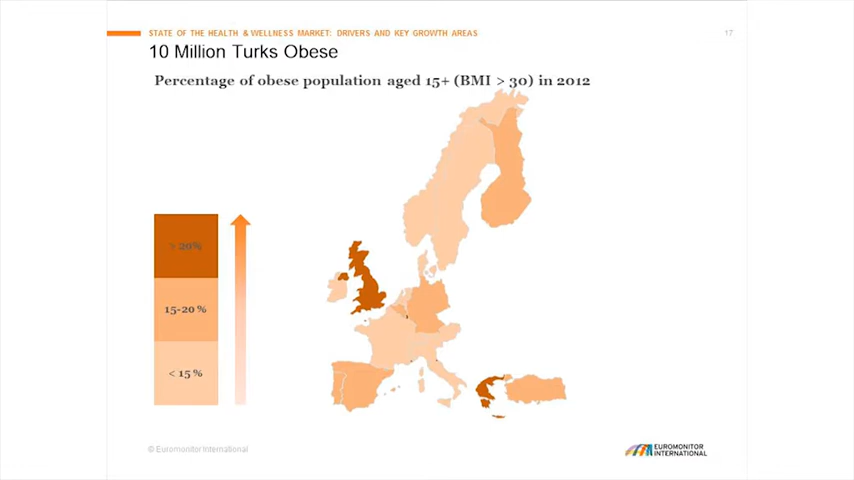 STATE OF THE HEALTH & WELLNESS MARKET: DRIVERS AND KEY GROWTH AREAS
17
10 Million Turks Obese
Percentage of obese population aged 15+ (BMI > 30) in 2012
> 20%
15-20 %
< 15 %
© Euromonitor International
EUROMONITOR
INTERNATIONAL